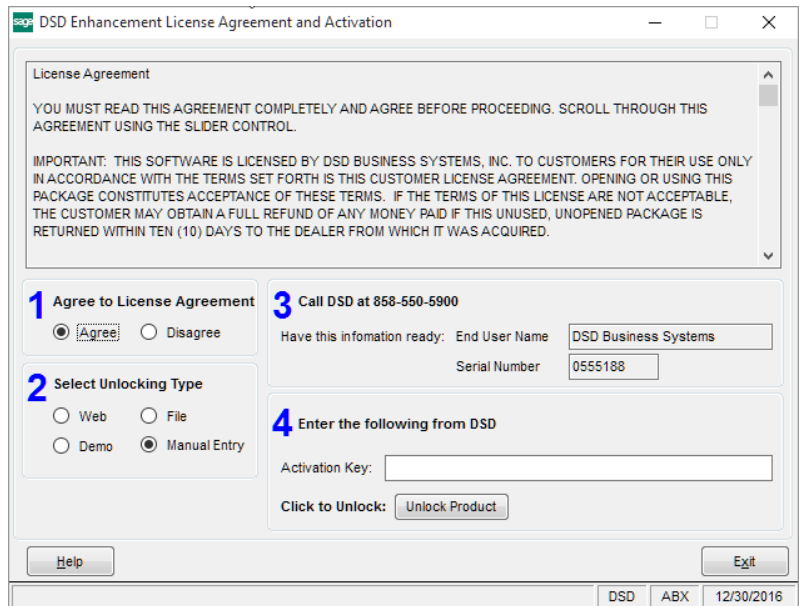 sage DSD Enhancement License Agreement and Activation
License Agreement
YOU MUST READ THIS AGREEMENT COMPLETELY AND AGREE BEFORE PROCEEDING. SCROLL THROUGH THIS
AGREEMENT USING THE SLIDER CONTROL.
IMPORTANT: THIS SOFTWARE IS LICENSED BY DSD BUSINESS SYSTEMS, INC. TO CUSTOMERS FOR THEIR USE ONLY
IN ACCORDANCE WITH THE TERMS SET FORTH IS THIS CUSTOMER LICENSE AGREEMENT. OPENING OR USING THIS
PACKAGE CONSTITUTES ACCEPTANCE OF THESE TERMS. IF THE TERMS OF THIS LICENSE ARE NOT ACCEPTABLE,
THE CUSTOMER MAY OBTAIN A FULL REFUND OF ANY MONEY PAID IF THIS UNUSED, UNOPENED PACKAGE IS
RETURNED WITHIN TEN (10) DAYS TO THE DEALER FROM WHICH IT WAS ACQUIRED.
1 Agree to License Agreement
Agree Disagree
2 Select Unlocking Type
Web File
Demo Manual Entry
3 Call DSD at 858-550-5900
Have this infomation ready: End User Name DSD Business Systems
Serial Number 0555188
4 Enter the following from DSD
Activation Key:
Click to Unlock: Unlock Product
Help Exit
DSD ABX 12/30/2016